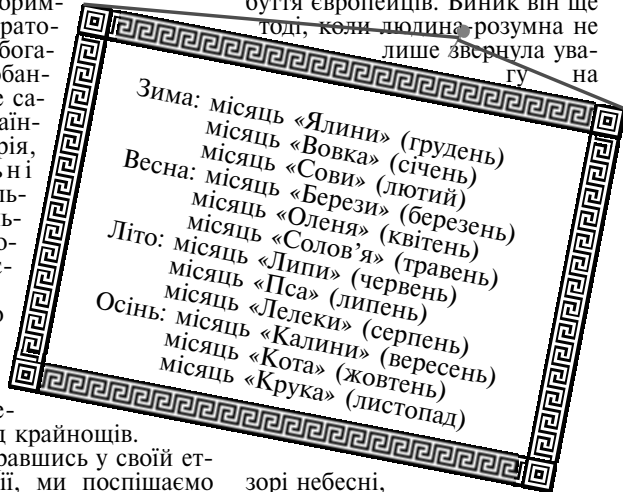 буття європейців. Виник він ще
тоді, коли людина розумна не
лише звернула ува-
гу на
Зима: місяць «Ялини» (грудень)
місяць «Вовка» (січень)
місяць «Сови» (лютий)
Весна: місяць «Берези» (березень)
місяць «Оленя» (квітень)
місяць «Солов’я» (травень)
Літо: місяць «Липи» (червень)
місяць «Пса» (липень)
місяць «Лелеки» (серпень)
Осінь: місяць «Калини» (вересень)
місяць «Кота» (жовтень)
місяць «Крука» (листопад)
крайнощів.
у своїй ет-
ми поспішаємо
зорі небесні,